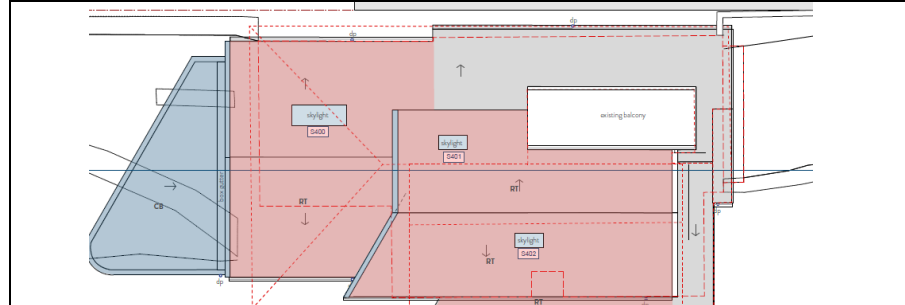 dp
dp
skylight
S400
skylight
S401
existing balcony
box gutter
CB
RT
RT
dp
skylight
S402
RT
dp
RT